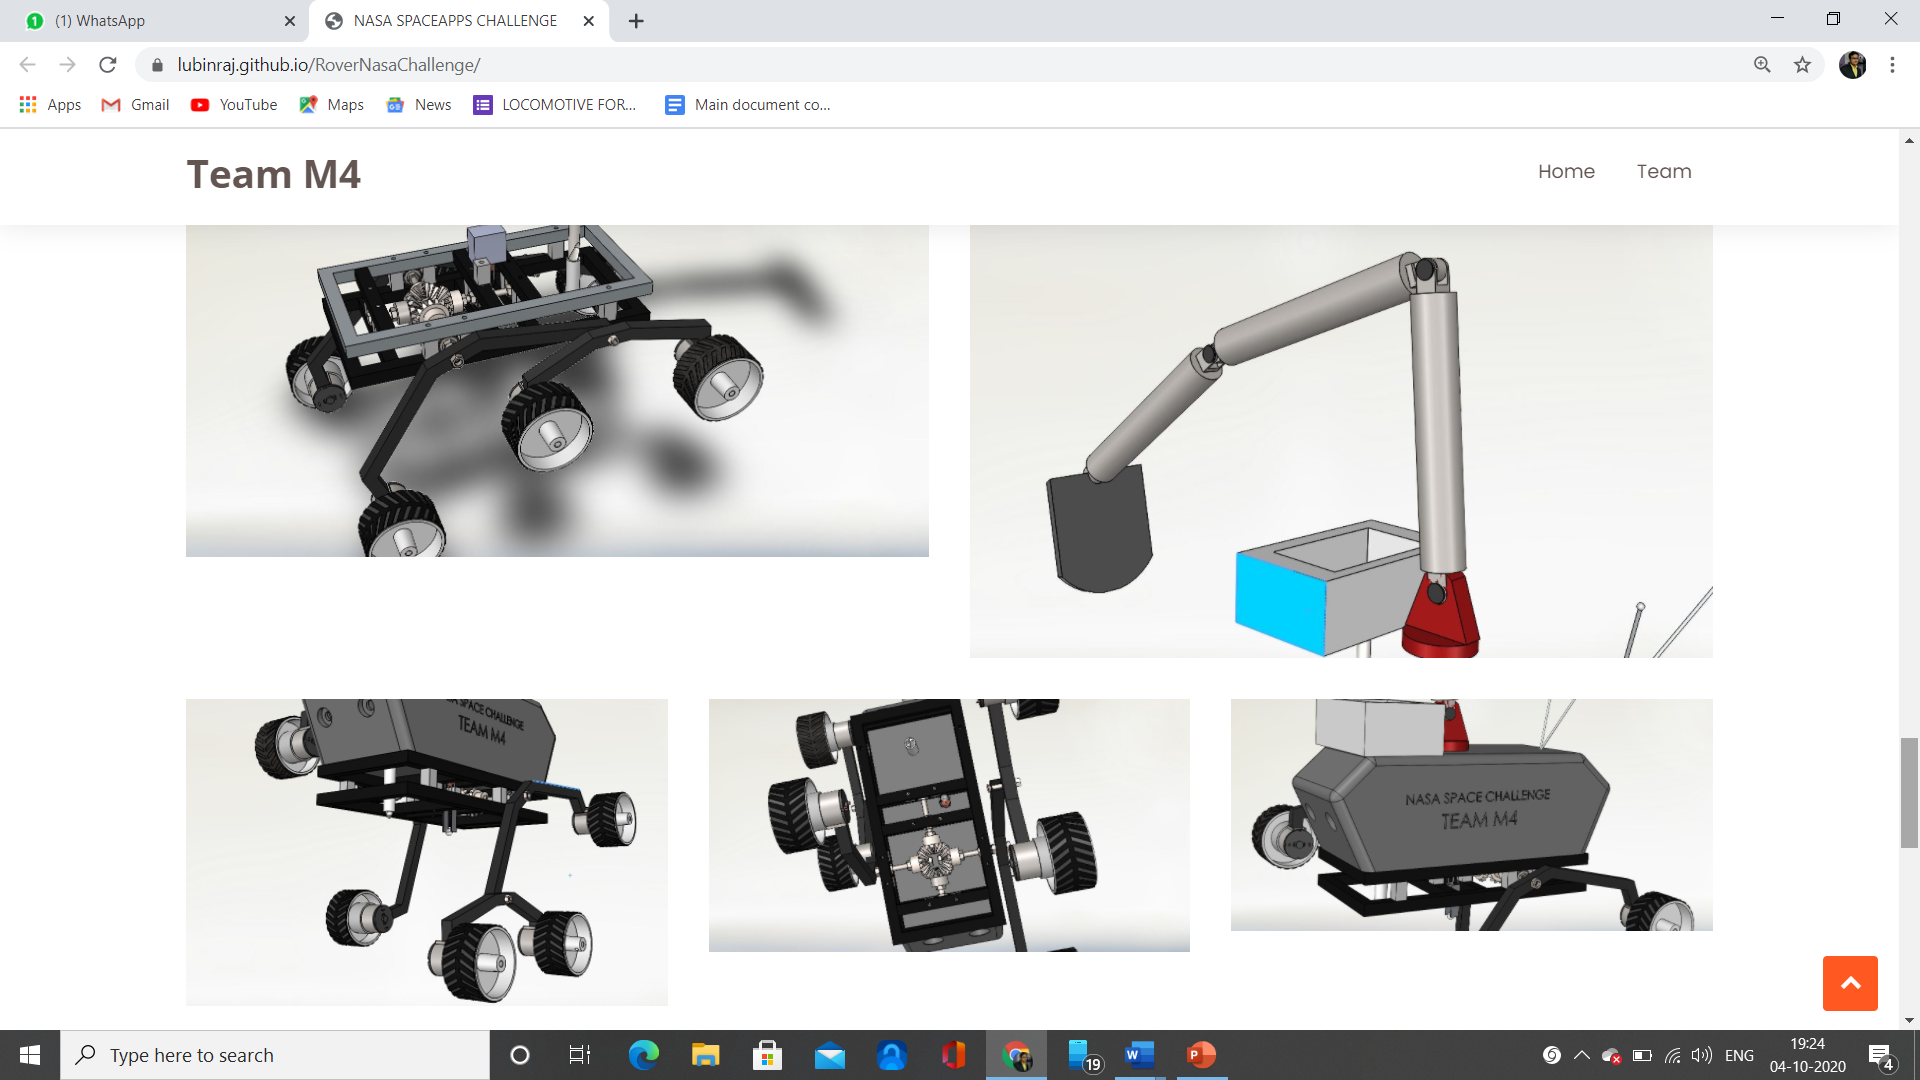 (1) WhatsApp
NASA SPACEAPPS CHALLENGE
lubinraj.github.io/RoverNasaChallenge/
Apps
Gmail
YouTube
Maps
News
LOCOMOTIVE FOR...
Main document co...
Team M4
Home
Team
SPACE CHALLENGE
TEAM M4
NASA SPACE CHALLENGE
TEAM M4
Type here to search
19
W
P
ENG
19:24
04-10-2020
4